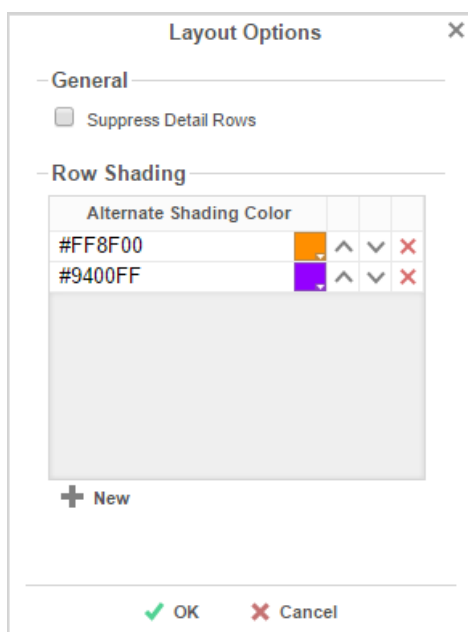 Layout Options
General
Suppress Detail Rows
Row Shading
Alternate Shading Color
#FF8F00
#9400FF
New
OK Cancel